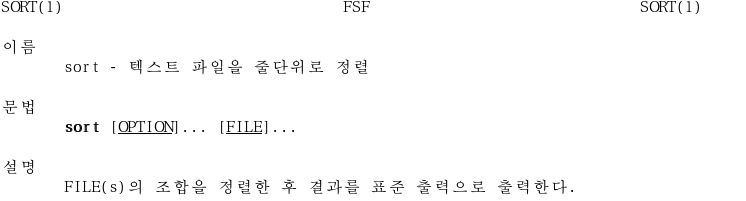 SORT(1) FSF SORT(1)
이름
sort - 텍스트 파일을 줄단위로 정렬
문법
sort [OPTION]... [FILE]...
설명
FILE(s)의 조합을 정렬한 후 결과를 표준 출력으로 출력한다.